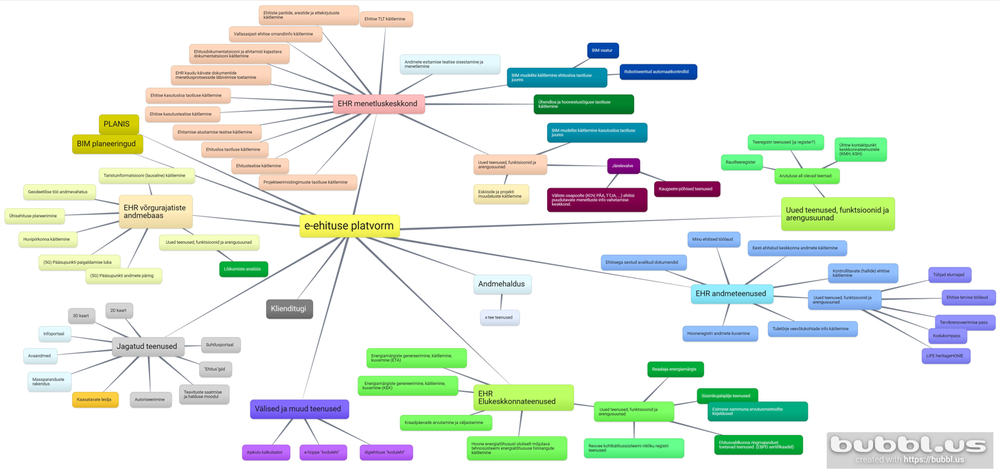 Ehitiste pantide, arestide ja ettekirjutuste
käitlemine
Ehitise TLT käitlemine
Vallasasjast ehitise omandiinfo käitlemine
Ehitusdokumentatsiooni ja ehitamist kajastava
dokumentatsiooni käitlemine
EHR kaudu käivate dokumentide
menetlusprotsesside läbiviimise toetamine
Ehitise kasutusloa taotluse käitlemine
Ehitise kasutusteatise käitlemine
Ehitamise alustamise teatise käitlemine
Ehitusloa taotluse käitlemine
Ehitusteatise käitlemine
Projekteerimistingimuste taotluse käitlemine
EHR menetluskeskkond
Andmete esitamise teatise sisestamine ja
menetlemine
BIM mudelite käitlemine ehitusloa taotluse
juures
BIM vaatur
Robotiseeritud automaatkontrollid
Ühendloa ja hoonestusõiguse taotluse
käitlemine
Uued teenused, funktsioonid ja
arengusuunad
BIM mudelite käitlemine kasutusloa taotluse
juures
Järelevalve
Kaugseire-põhised teenused
Väliste osapoolte (KOV, PÄA, TTJA, ...) ehitisi
puudutavate menetluste info vahetamise
keskkond.
Eskiiside ja projekti
muudatuste käitlemine
PLANIS
BIM planeeringud
Taristuinformatsiooni (lausaline) käitlemine
Geodeetilise töö andmevahetus
Ühisehituse planeerimine
Huvipiirkonna käitlemine
(5G) Pääsupunkti paigaldamise luba
(5G) Pääsupunkti andmete päring
EHR võrgurajatiste
andmebaas
Uued teenused, funktsioonid ja arengusuunad
Lõikumiste analüüs
e-ehituse platvorm
Teeregistri teenused (ja register?)
Raudteeregister
Ühtne kontaktpunkt
keskkonnateenustele
(KMH, KSH)
Arutuluse all olevad teemad
Uued teenused, funktsioonid ja
arengusuunad
Minu ehitised töölaud
Eesti ehitatud keskkonna andmete käitlemine
Ehitisega seotud avalikud dokumendid
Kontrollitavate (hallide) ehitise
käitlemine
EHR andmeteenused
Uued teenused, funktsioonid ja
arengusuunad
Tühjad elumajad
Ehitise tervise töölaud
Tervikrenoveerimise pass
Kodukompass
LIFE heritageHOME
Hooneregistri andmete kuvamine
Tuletõrje veevõtukohtade info käitlemine
Andmehaldus
x-tee teenused
Klienditugi
2D kaart
3D kaart
Infoportaal
Avaandmed
Massparanduste
rakendus
Kaasatavate leidja
Autoriseerimine
Teavituste saatmise
ja halduse moodul
"Ehitus"giid
Suhtlusportaal
Jagatud teenused
Välised ja muud teenused
Ajakulu kalkulaator
e-hüppe "koduleht"
digiehituse "koduleht"
Energiamärgiste genereerimine, käitlemine,
kuvamine (ETA)
Energiamärgiste genereerimine, käitlemine,
kuvamine (KEK)
Kraadpäevade arvutamine ja väljastamine
Hoone energiatõhusust oluliselt mõjutava
tehnosüsteemi energiatõhususe hinnangute
käitlemine
EHR
Elukeskkonnateenused
Uued teenused, funktsioonid ja
arengusuunad
Reaalaja energiamärgis
Süsinikujalajälje teenused
Esimese sammuna arvutusmeetodite
kirjeldused
Ehitusvaldkonna ringmajandust
toetavad teenused (EBPD sertifikaadid)
Reovee kohtkäitlussüsteemi riikliku registri
teenused
bubbl.us
created with https://bubbl.us